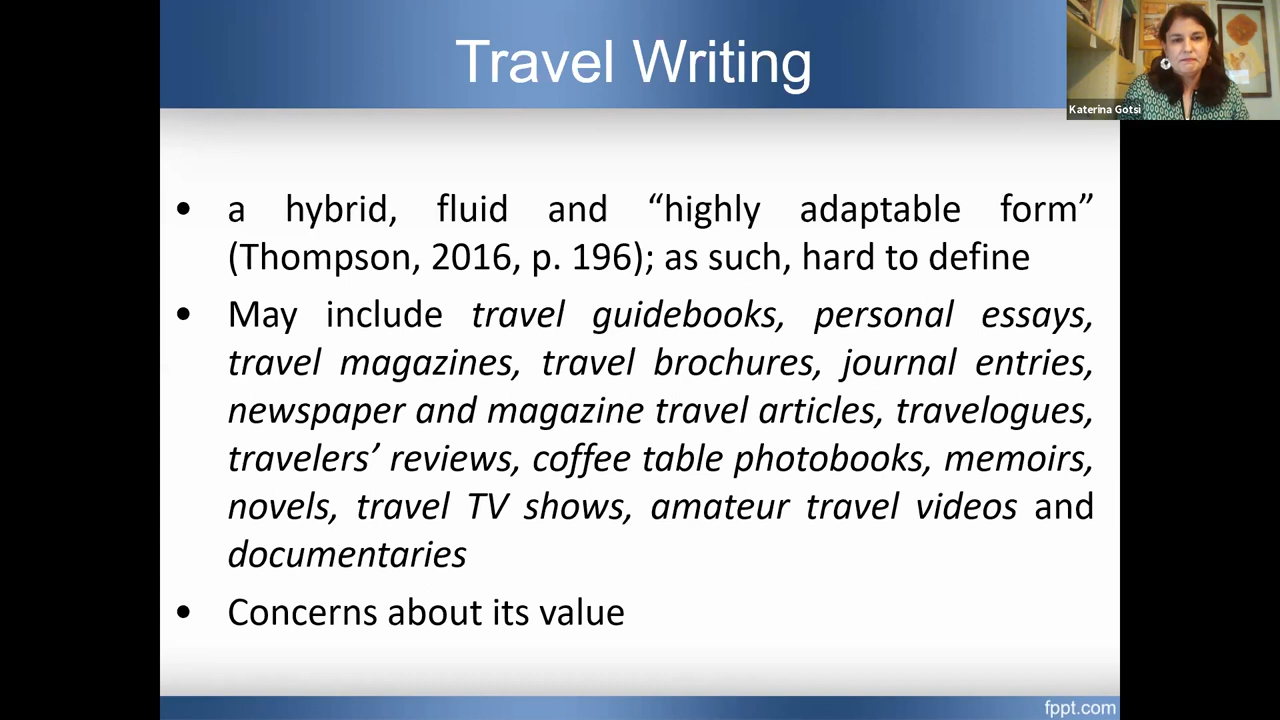 Travel Writing
Katerina Gotsi
• a hybrid, fluid and “highly adaptable form”
(Thompson, 2016, p. 196); as such, hard to define
• May include travel guidebooks, personal essays,
travel magazines, travel brochures, journal entries,
newspaper and magazine travel articles, travelogues,
travelers’ reviews, coffee table photobooks, memoirs,
novels, travel TV shows, amateur travel videos and
documentaries
• Concerns about its value
fppt.com